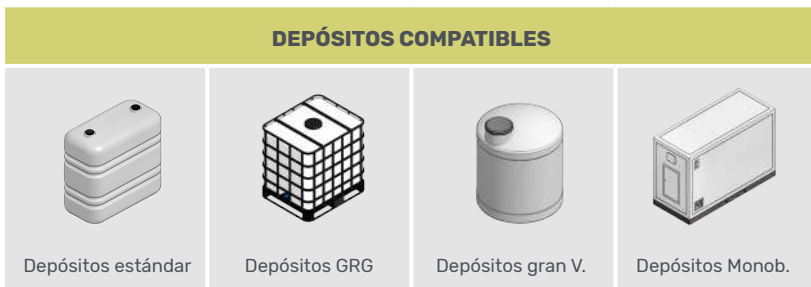 DEPÓSITOS COMPATIBLES
Depósitos estándar
Depósitos GRG
Depósitos gran V.
Depósitos Monob.